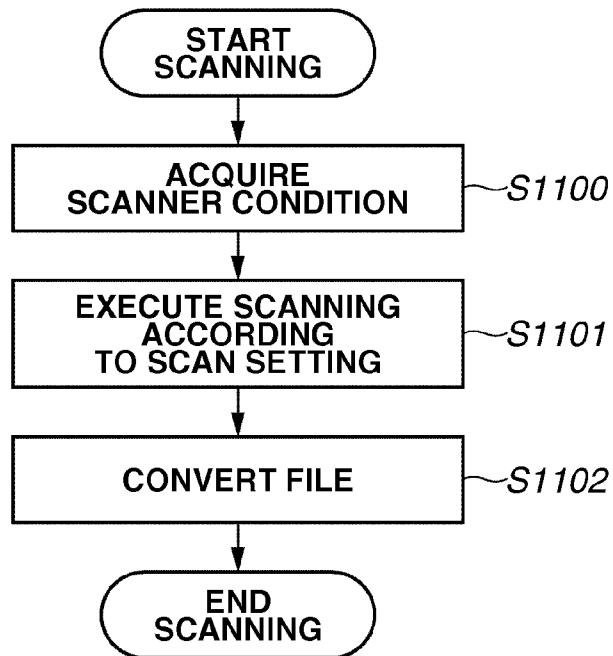 START
SCANNING
ACQUIRE
SCANNER CONDITION
S1100
EXECUTE SCANNING
ACCORDING
TO SCAN SETTING
S1101
CONVERT FILE
S1102
END
SCANNING